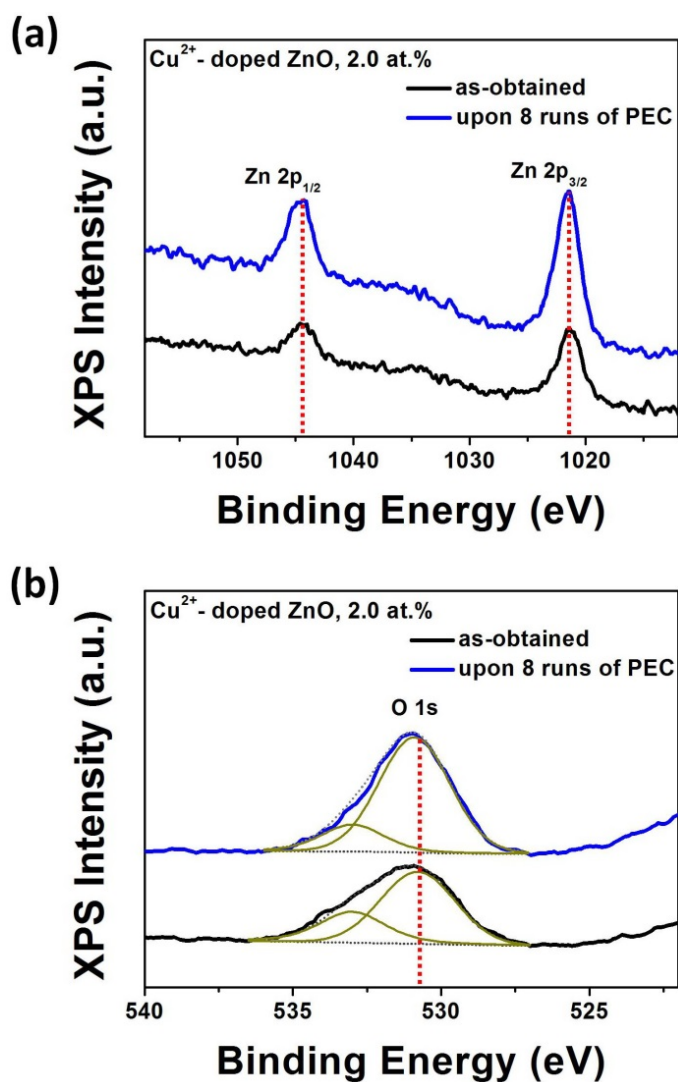 (a)
Cu²⁺- doped ZnO, 2.0 at.%
as-obtained
upon 8 runs of PEC
Zn 2p₁/₂
Zn 2p₃/₂
XPS Intensity (a.u.)
1050 1040 1030 1020
Binding Energy (eV)
(b)
Cu²⁺- doped ZnO, 2.0 at.%
as-obtained
upon 8 runs of PEC
O 1s
XPS Intensity (a.u.)
540 535 530 525
Binding Energy (eV)